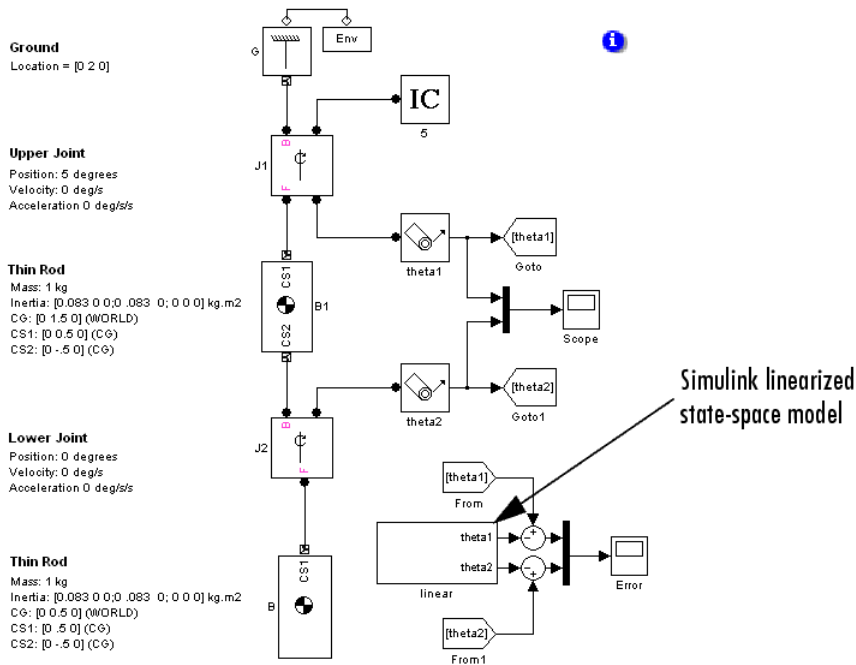 Ground
Location = [0 2 0]
G
Env
i
IC
5
Upper Joint
Position: 5 degrees
Velocity: 0 deg/s
Acceleration 0 deg/s/s
J1
B
F
theta1
[theta1]
Goto
Thin Rod
Mass: 1 kg
Inertia: [0.083 0 0;0 .083 0; 0 0 0] kg.m2
CG: [0 1.5 0] (WORLD)
CS1: [0 0.5 0] (CG)
CS2: [0 -.5 0] (CG)
CS1
CS2
B1
Scope
theta2
[theta2]
Goto1
Simulink linearized
state-space model
Lower Joint
Position: 0 degrees
Velocity: 0 deg/s
Acceleration 0 deg/s/s
J2
B
F
[theta1]
From
theta1
theta2
linear
+
-
-
+
Error
[theta2]
From1
Thin Rod
Mass: 1 kg
Inertia: [0.083 0 0;0 .083 0; 0 0 0] kg.m2
CG: [0 0.5 0] (WORLD)
CS1: [0 .5 0] (CG)
CS2: [0 -.5 0] (CG)
CS1
B